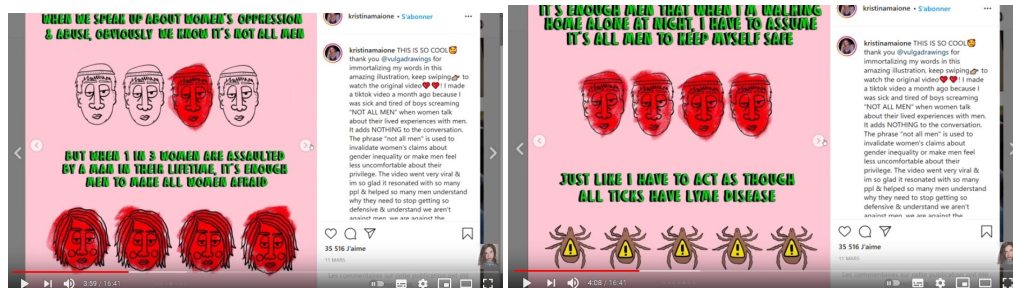 WHEN WE SPEAK UP ABOUT WOMEN'S OPPRESSION
& ABUSE, OBVIOUSLY WE KNOW IT'S NOT ALL MEN
BUT WHEN 1 IN 3 WOMEN ARE ASSAULTED
BY A MAN IN THEIR LIFETIME, IT'S ENOUGH
MEN TO MAKE ALL WOMEN AFRAID
kristinamaione • S'abonner
kristinamaione THIS IS SO COOL🥰
thank you @vulgadrawings for
immortalizing my words in this
amazing illustration, keep swiping to
watch the original video❤️❤️! I made
a tiktok video a month ago because I
was sick and tired of boys screaming
"NOT ALL MEN" when women talk
about their lived experiences with men.
It adds NOTHING to the conversation.
The phrase "not all men" is used to
invalidate women's claims about
gender inequality or make men feel
less uncomfortable about their
privilege. The video went very viral &
im so glad it resonated with so many
ppl & helped so many men understand
why they need to stop getting so
defensive & understand we aren't
against men, we are against the
35 516 J'aime
11 MARS
3:59 / 16:41
IT'S ENOUGH MEN THAT WHEN I'M WALKING
HOME ALONE AT NIGHT, I HAVE TO ASSUME
IT'S ALL MEN TO KEEP MYSELF SAFE
JUST LIKE I HAVE TO ACT AS THOUGH
ALL TICKS HAVE LYME DISEASE
kristinamaione • S'abonner
kristinamaione THIS IS SO COOL🥰
thank you @vulgadrawings for
immortalizing my words in this
amazing illustration, keep swiping to
watch the original video❤️❤️! I made
a tiktok video a month ago because I
was sick and tired of boys screaming
"NOT ALL MEN" when women talk
about their lived experiences with men.
It adds NOTHING to the conversation.
The phrase "not all men" is used to
invalidate women's claims about
gender inequality or make men feel
less uncomfortable about their
privilege. The video went very viral &
im so glad it resonated with so many
ppl & helped so many men understand
why they need to stop getting so
defensive & understand we aren't
against men, we are against the
35 516 J'aime
11 MARS
4:08 / 16:41